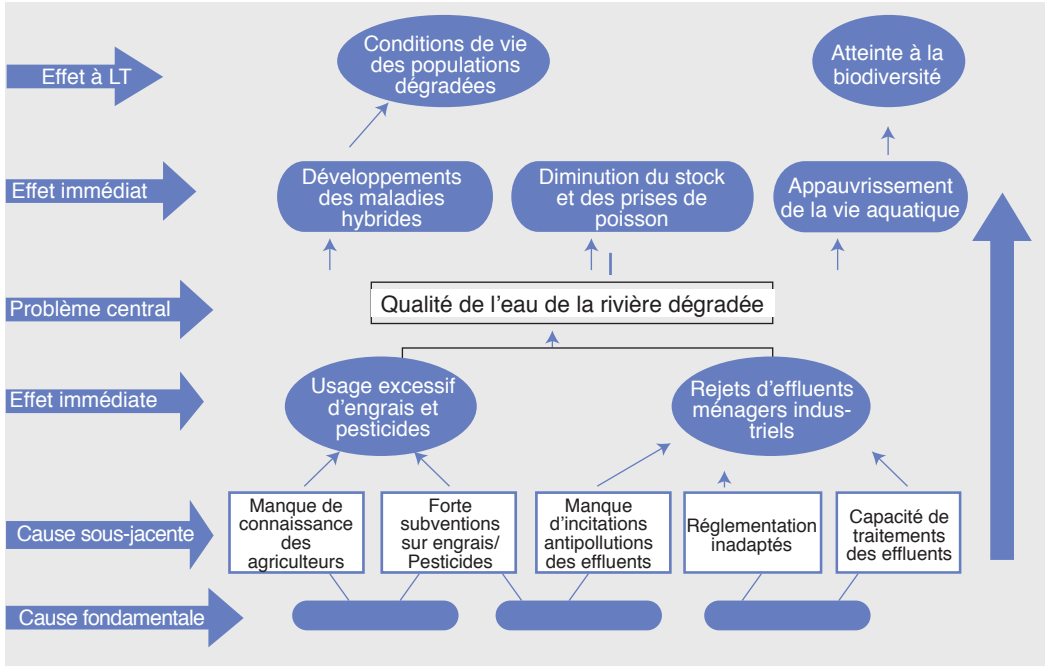 Effet à LT
Conditions de vie
des populations
dégradées
Atteinte à la
biodiversité
Effet immédiat
Développements
des maladies
hybrides
Diminution du stock
et des prises de
poisson
Appauvrissement
de la vie aquatique
Problème central
Qualité de l'eau de la rivière dégradée
Effet immédiate
Usage excessif
d'engrais et
pesticides
Rejets d'effluents
ménagers indus-
triels
Cause sous-jacente
Manque de
connaissance
des
agriculteurs
Forte
subventions
sur engrais/
Pesticides
Manque
d'incitations
antipollutions
des effluents
Réglementation
inadaptés
Capacité de
traitements
des effluents
Cause fondamentale